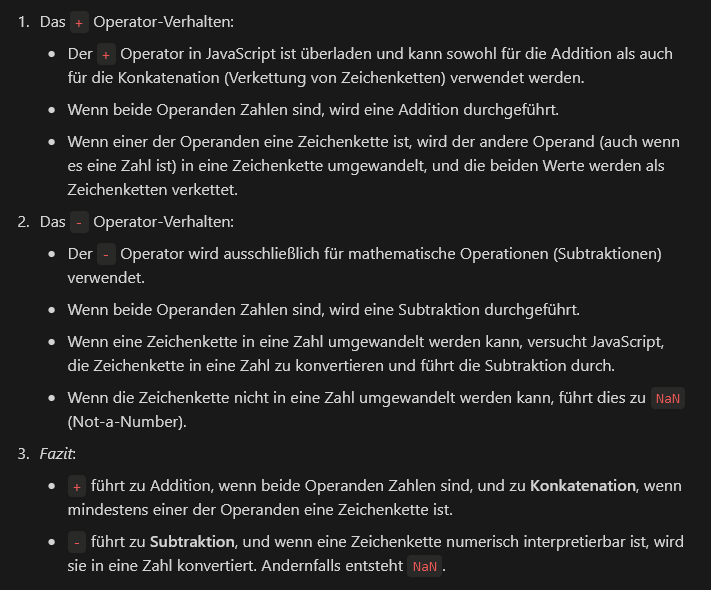 1. Das + Operator-Verhalten:
• Der + Operator in JavaScript ist überladen und kann sowohl für die Addition als auch
für die Konkatenation (Verkettung von Zeichenketten) verwendet werden.
• Wenn beide Operanden Zahlen sind, wird eine Addition durchgeführt.
• Wenn einer der Operanden eine Zeichenkette ist, wird der andere Operand (auch wenn
es eine Zahl ist) in eine Zeichenkette umgewandelt, und die beiden Werte werden als
Zeichenketten verkettet.
2. Das - Operator-Verhalten:
• Der - Operator wird ausschließlich für mathematische Operationen (Subtraktionen)
verwendet.
• Wenn beide Operanden Zahlen sind, wird eine Subtraktion durchgeführt.
• Wenn eine Zeichenkette in eine Zahl umgewandelt werden kann, versucht JavaScript,
die Zeichenkette in eine Zahl zu konvertieren und führt die Subtraktion durch.
• Wenn die Zeichenkette nicht in eine Zahl umgewandelt werden kann, führt dies zu NaN
(Not-a-Number).
3. Fazit:
• + führt zu Addition, wenn beide Operanden Zahlen sind, und zu Konkatenation, wenn
mindestens einer der Operanden eine Zeichenkette ist.
• - führt zu Subtraktion, und wenn eine Zeichenkette numerisch interpretierbar ist, wird
sie in eine Zahl konvertiert. Andernfalls entsteht NaN.